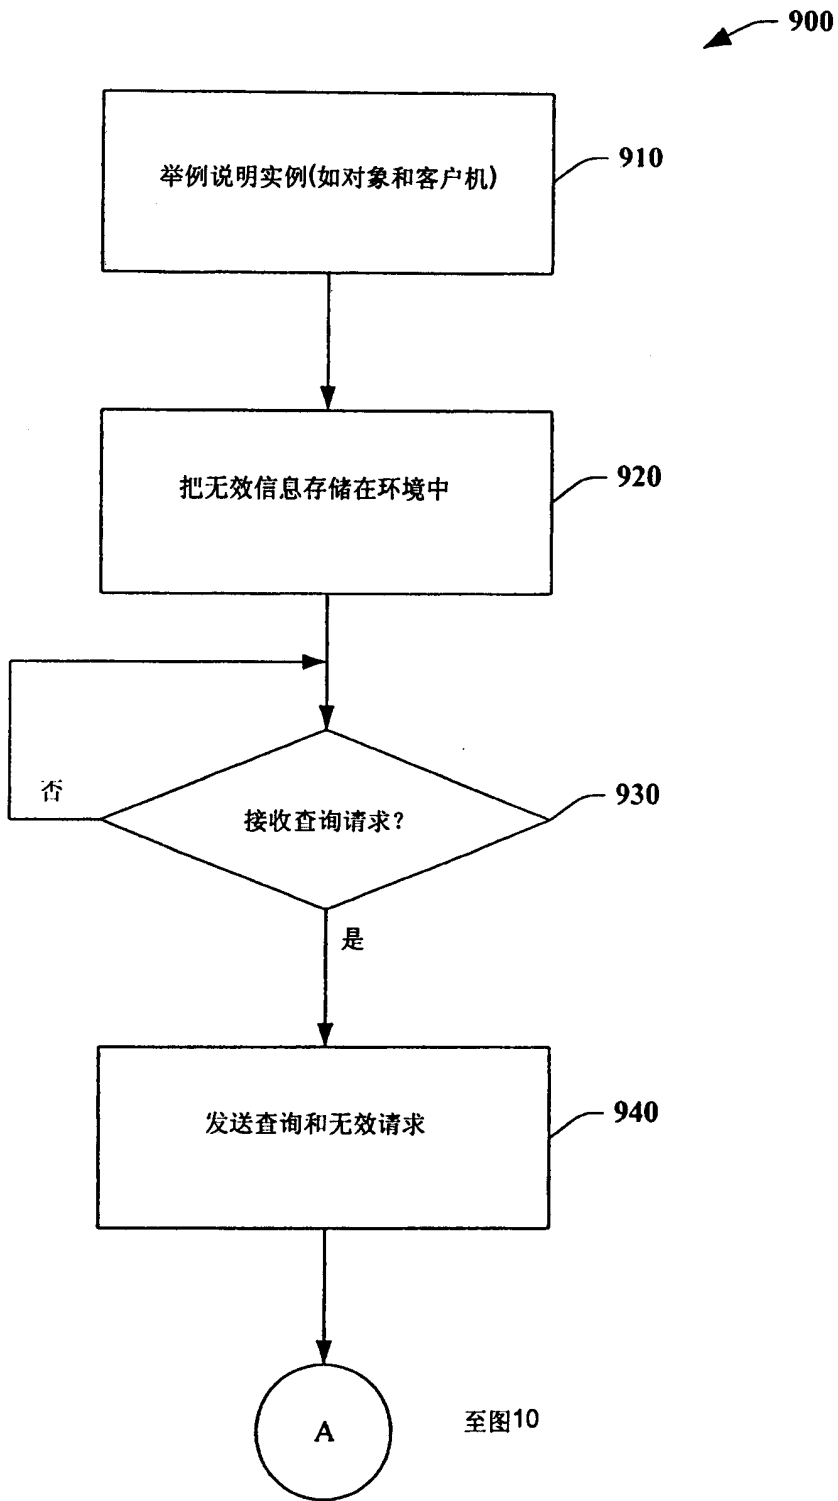 900
举例说明实例(如对象和客户机)
910
把无效信息存储在环境中
920
否
接收查询请求?
930
是
发送查询和无效请求
940
A
至图10